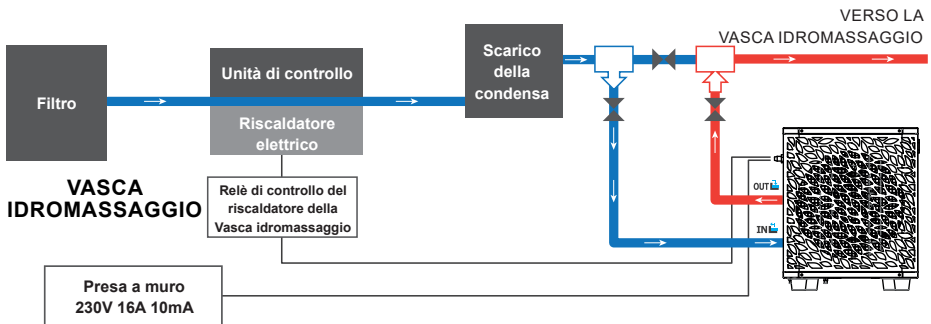 VERSO LA
VASCA IDROMASSAGGIO
Filtro
Unità di controllo
Riscaldatore
elettrico
Scarico
della
condensa
VASCA
IDROMASSAGGIO
Relè di controllo del
riscaldatore della
Vasca idromassaggio
OUT
IN
Presa a muro
230V 16A 10mA